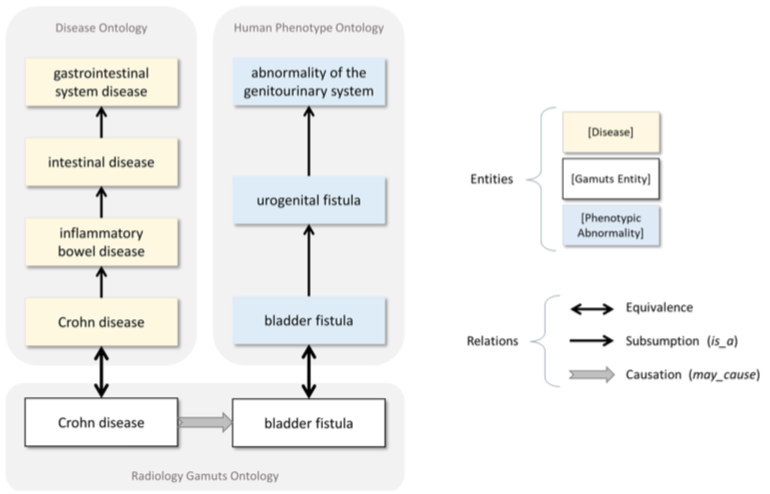 Disease Ontology
gastrointestinal
system disease
intestinal disease
inflammatory
bowel disease
Crohn disease
Human Phenotype Ontology
abnormality of the
genitourinary system
urogenital fistula
bladder fistula
Crohn disease
bladder fistula
Radiology Gamuts Ontology
Entities
[Disease]
[Gamuts Entity]
[Phenotypic
Abnormality]
Relations
Equivalence
Subsumption (is_a)
Causation (may_cause)